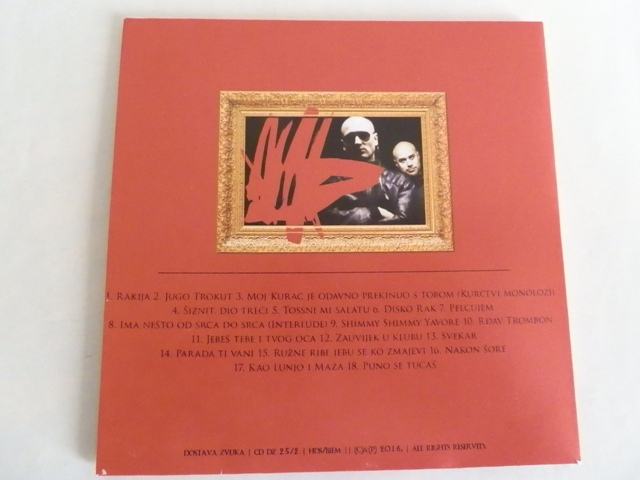 1. RAKIJA 2. JUGO TROKUT 3. MOJ KURAC JE ODAVNO PREKINUO S TOBOM (KURČEVI MONOLOZI)
4. ŠIZNIT: DIO TREĆI 5. TOSSNI MI SALATU 6. DISKO RAK 7. PELCUJEM
8. IMA NEŠTO OD SRCA DO SRCA (INTERLUDE) 9. SHIMMY SHIMMY YAVORE 10. RĐAV TROMBON
11. JEBEŠ TEBE I TVOG OCA 12. ZAUVIJEK U KLUBU 13. SVEKAR
14. PARADA TI VANI 15. RUŽNE RIBE JEBU SE KO ZMAJEVI 16. NAKON ŠORE
17. KAO LUNJO I MAZA 18. PUNO SE TUCAŠ
DOSTAVA ZVUKA | CD DZ 25/2 | HDS/BIEM | (C)&(P) 2016. | ALL RIGHTS RESERVETS.